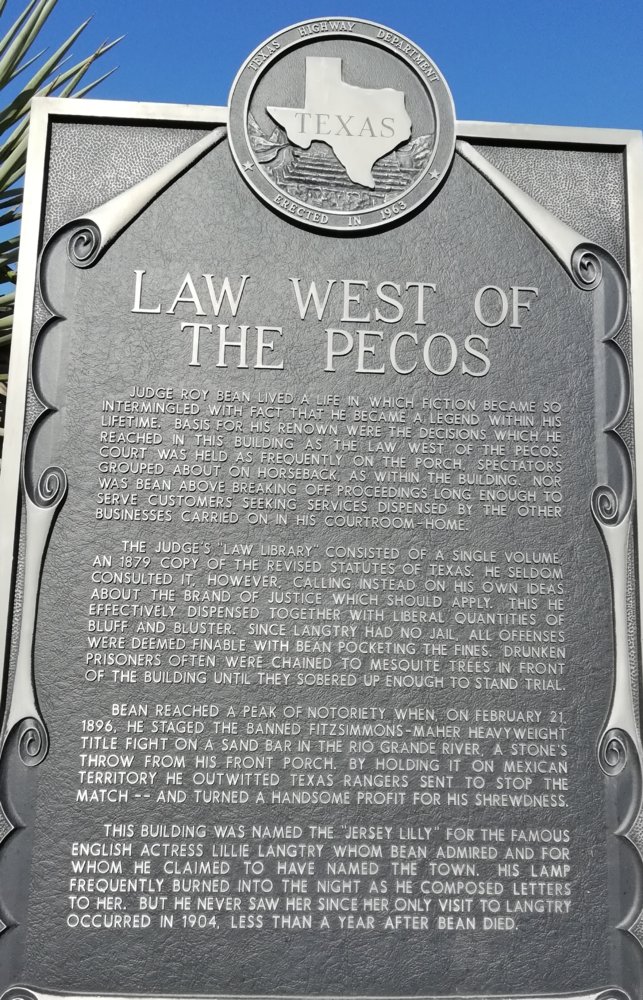 TEXAS HIGHWAY DEPARTMENT
TEXAS
ERECTED IN 1963
LAW WEST OF
THE PECOS
JUDGE ROY BEAN LIVED A LIFE IN WHICH FICTION BECAME SO
INTERMINGLED WITH FACT THAT HE BECAME A LEGEND WITHIN HIS
LIFETIME. BASIS FOR HIS RENOWN WERE THE DECISIONS WHICH HE
REACHED IN THIS BUILDING AS THE LAW WEST OF THE PECOS.
COURT WAS HELD AS FREQUENTLY ON THE PORCH, SPECTATORS
GROUPED ABOUT ON HORSEBACK, AS WITHIN THE BUILDING. NOR
WAS BEAN ABOVE BREAKING OFF PROCEEDINGS LONG ENOUGH TO
SERVE CUSTOMERS SEEKING SERVICES DISPENSED BY THE OTHER
BUSINESSES CARRIED ON IN HIS COURTROOM-HOME.
THE JUDGE'S "LAW LIBRARY" CONSISTED OF A SINGLE VOLUME,
AN 1879 COPY OF THE REVISED STATUTES OF TEXAS. HE SELDOM
CONSULTED IT, HOWEVER, CALLING INSTEAD ON HIS OWN IDEAS
ABOUT THE BRAND OF JUSTICE WHICH SHOULD APPLY. THIS HE
EFFECTIVELY DISPENSED TOGETHER WITH LIBERAL QUANTITIES OF
BLUFF AND BLUSTER. SINCE LANGTRY HAD NO JAIL, ALL OFFENSES
WERE DEEMED FINABLE WITH BEAN POCKETING THE FINES. DRUNKEN
PRISONERS OFTEN WERE CHAINED TO MESQUITE TREES IN FRONT
OF THE BUILDING UNTIL THEY SOBERED UP ENOUGH TO STAND TRIAL.
BEAN REACHED A PEAK OF NOTORIETY WHEN, ON FEBRUARY 21,
1896, HE STAGED THE BANNED FITZSIMMONS-MAHER HEAVYWEIGHT
TITLE FIGHT ON A SAND BAR IN THE RIO GRANDE RIVER, A STONE'S
THROW FROM HIS FRONT PORCH. BY HOLDING IT ON MEXICAN
TERRITORY HE OUTWITTED TEXAS RANGERS SENT TO STOP THE
MATCH -- AND TURNED A HANDSOME PROFIT FOR HIS SHREWDNESS.
THIS BUILDING WAS NAMED THE "JERSEY LILLY" FOR THE FAMOUS
ENGLISH ACTRESS LILLIE LANGTRY WHOM BEAN ADMIRED AND FOR
WHOM HE CLAIMED TO HAVE NAMED THE TOWN. HIS LAMP
FREQUENTLY BURNED INTO THE NIGHT AS HE COMPOSED LETTERS
TO HER. BUT HE NEVER SAW HER SINCE HER ONLY VISIT TO LANGTRY
OCCURRED IN 1904, LESS THAN A YEAR AFTER BEAN DIED.